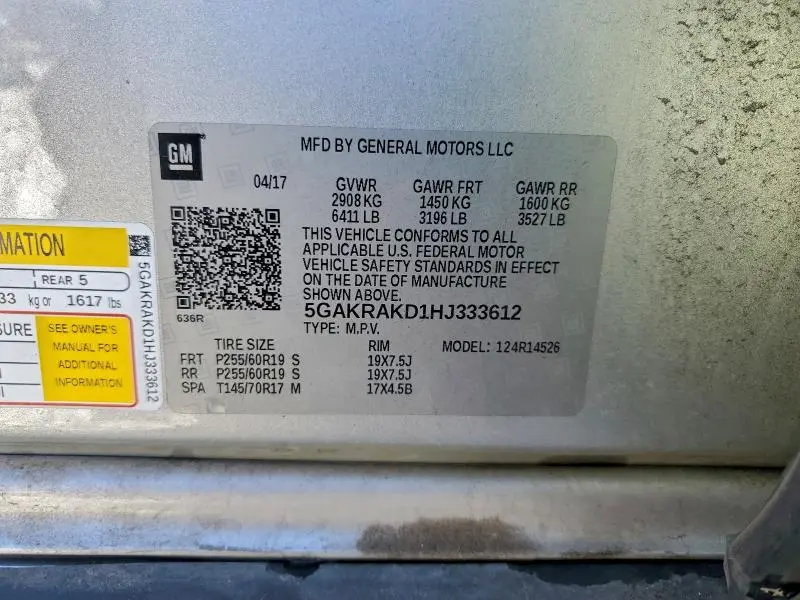 GM
MFD BY GENERAL MOTORS LLC
04/17
GVWR GAWR FRT GAWR RR
2908 KG 1450 KG 1600 KG
6411 LB 3196 LB 3527 LB
THIS VEHICLE CONFORMS TO ALL
APPLICABLE U.S. FEDERAL MOTOR
VEHICLE SAFETY STANDARDS IN EFFECT
ON THE DATE OF MANUFACTURE
SHOWN ABOVE.
636R
5GAKRAKD1HJ333612
TYPE: M.P.V.
TIRE SIZE RIM MODEL: 124R14526
FRT P255/60R19 S 19X7.5J
RR P255/60R19 S 19X7.5J
SPA T145/70R17 M 17X4.5B
MATION
REAR 5
33 kg or 1617 lbs
SURE
SEE OWNER'S
MANUAL FOR
ADDITIONAL
INFORMATION
5GAKRAKD1HJ333612